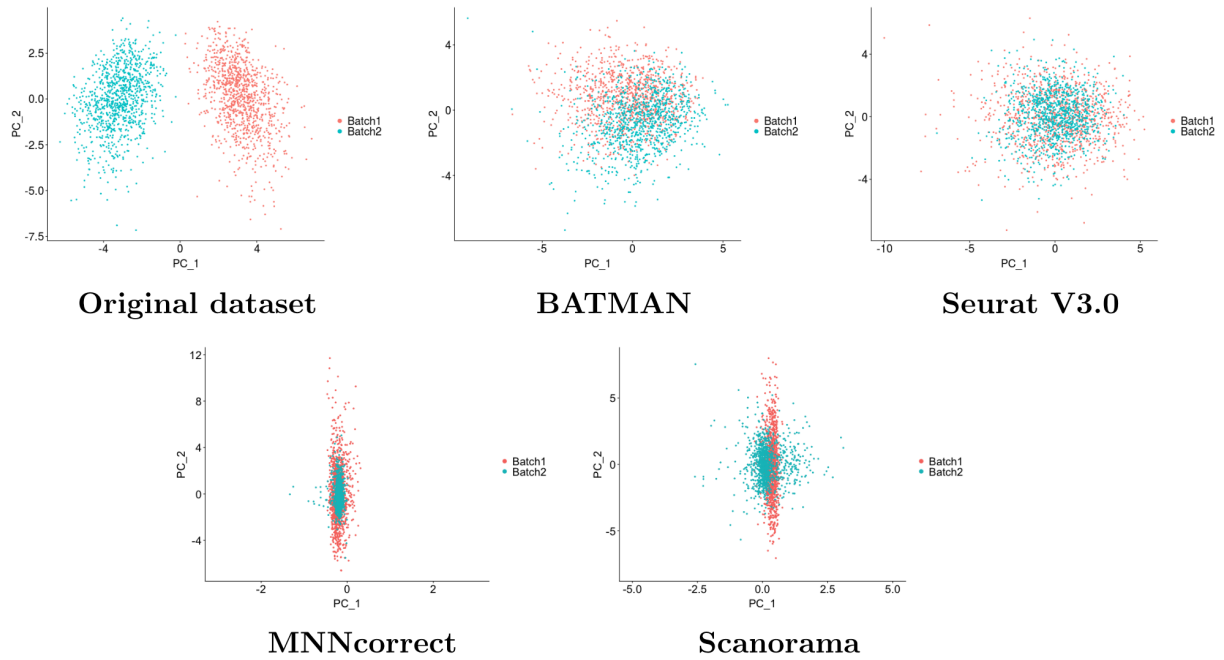 2.5
0.0
-2.5
-5.0
-7.5
PC_2
-4
0
4
PC_1
Batch1
Batch2
Original dataset
4
0
-4
PC_2
-5
0
5
PC_1
Batch1
Batch2
BATMAN
4
0
-4
PC_2
-10
-5
0
5
PC_1
Batch1
Batch2
Seurat V3.0
12
8
4
0
-4
PC_2
-2
0
2
PC_1
Batch1
Batch2
MNNcorrect
5
0
-5
PC_2
-5.0
-2.5
0.0
2.5
5.0
PC_1
Batch1
Batch2
Scanorama